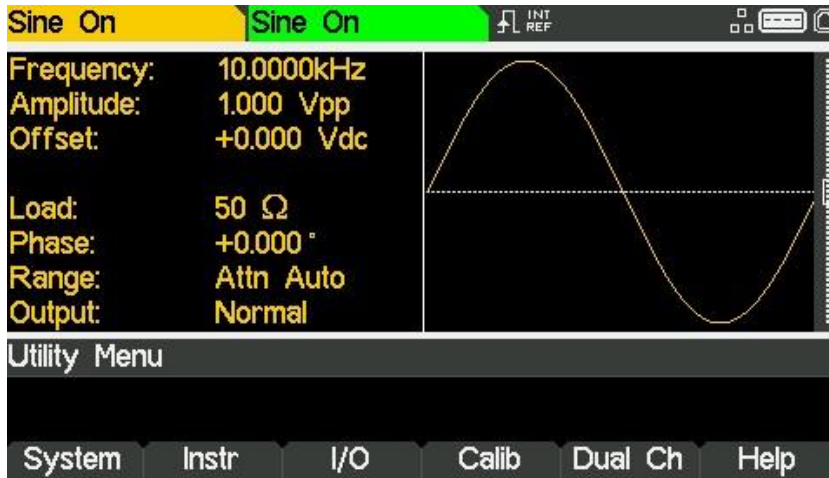 Sine On Sine On INT REF
Frequency: 10.0000kHz
Amplitude: 1.000 Vpp
Offset: +0.000 Vdc
Load: 50 Ω
Phase: +0.000 °
Range: Attn Auto
Output: Normal
Utility Menu
System Instr I/O Calib Dual Ch Help